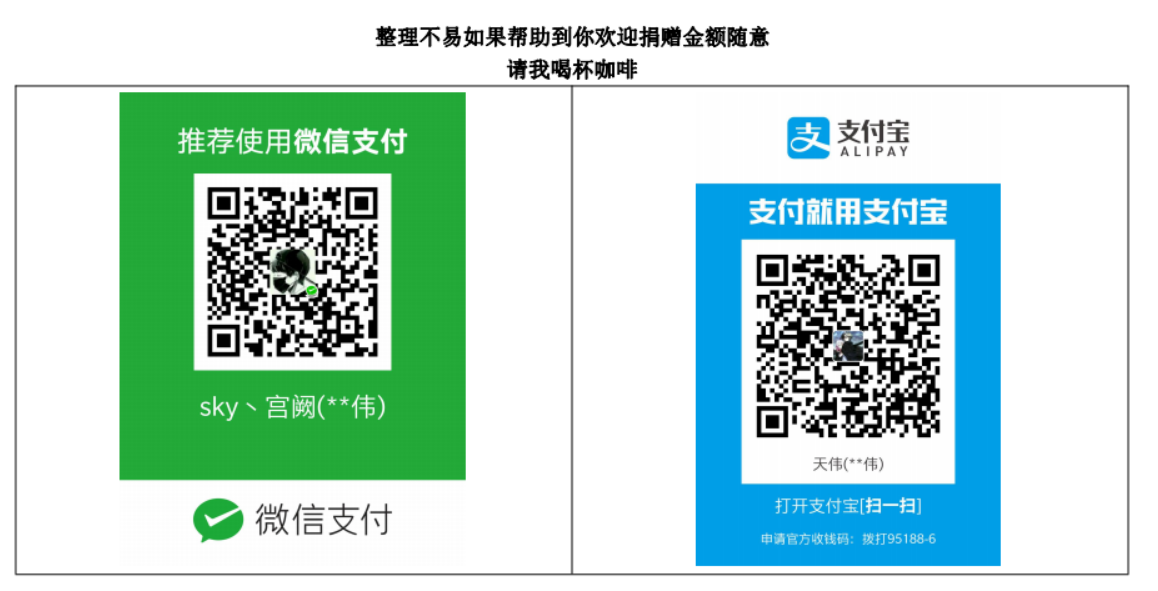 整理不易如果帮助到你欢迎捐赠金额随意
请我喝杯咖啡
推荐使用微信支付
sky丶宫阙(**伟)
微信支付
支付宝
ALIPAY
支付就用支付宝
天伟(**伟)
打开支付宝[扫一扫]
申请官方收钱码：拨打95188-6